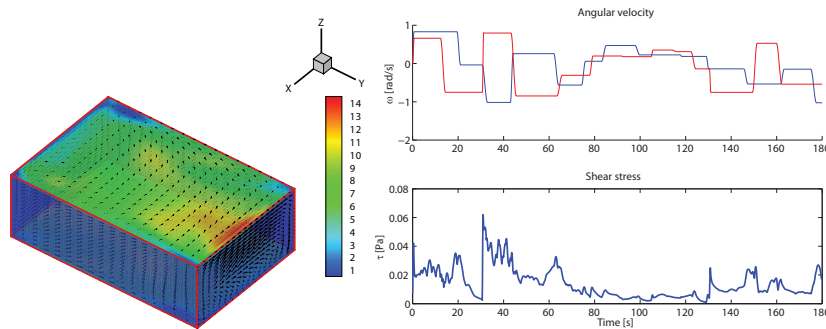 Z
X
Y
14
13
12
11
10
9
8
7
6
5
4
3
2
1
Angular velocity
ω [rad/s]
1
0
−1
−2
0 20 40 60 80 100 120 140 160 180
Shear stress
τ [Pa]
0.08
0.06
0.04
0.02
0
0 20 40 60 80 100 120 140 160 180
Time [s]